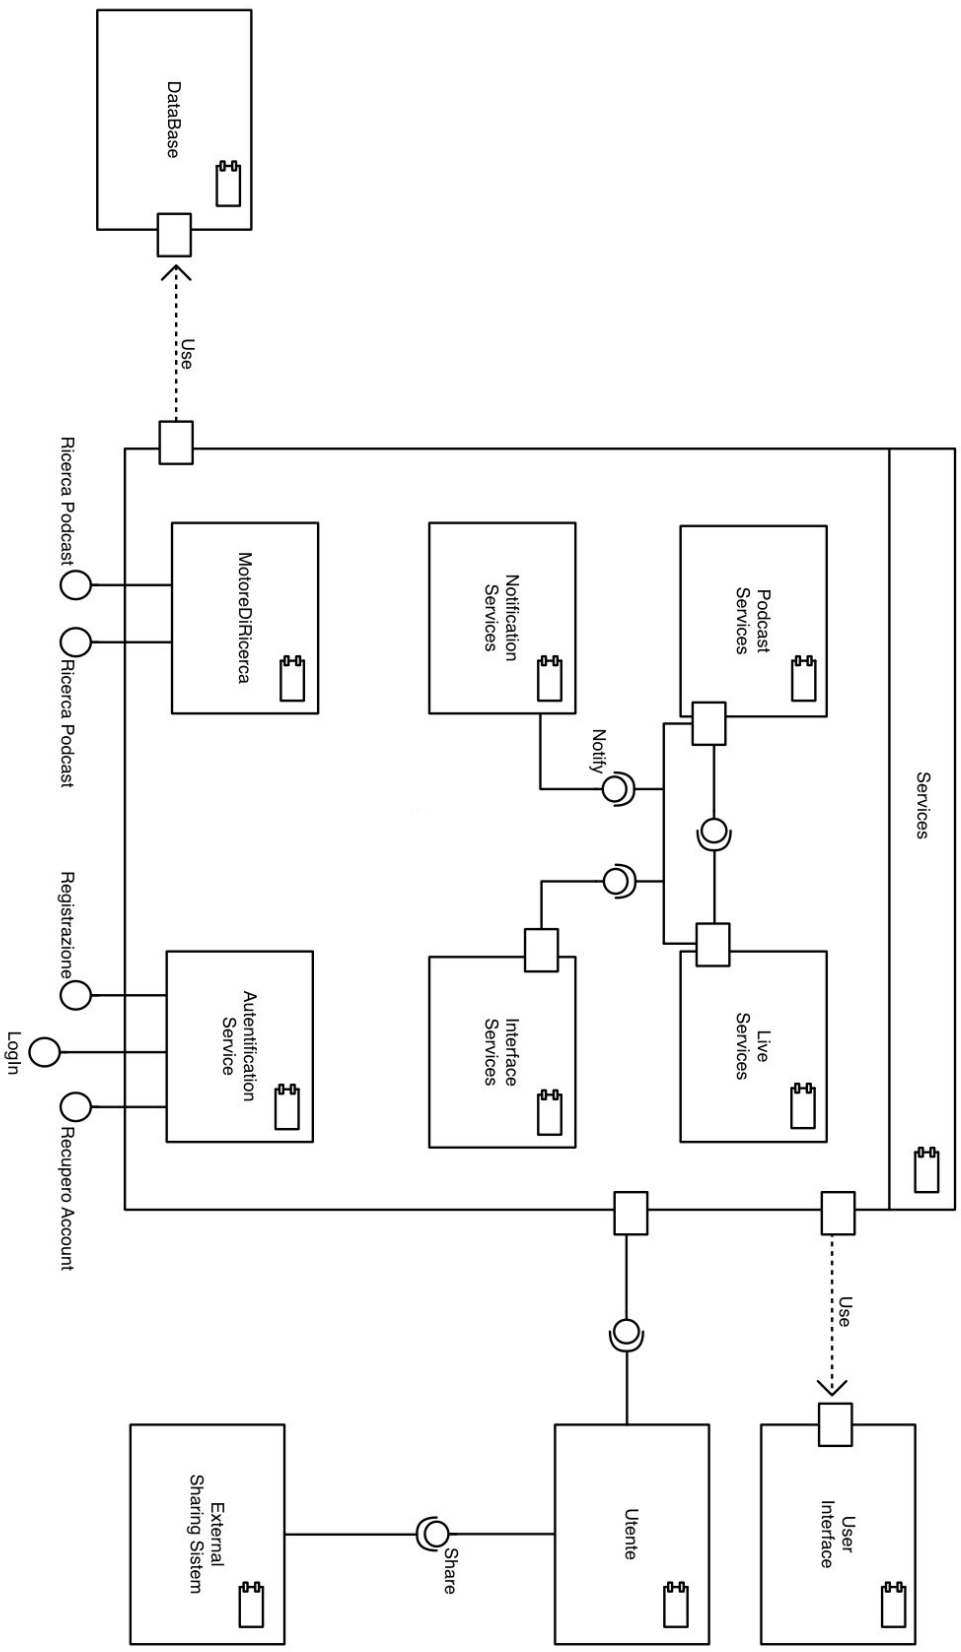 Services
User
Interface
Podcast
Services
Live
Services
Use
Notification
Services
Notify
Interface
Services
Utente
Share
DataBase
Use
MotoreDiRicerca
Autentification
Service
External
Sharing Sistem
Ricerca Podcast
Ricerca Podcast
Registrazione
LogIn
Recupero Account